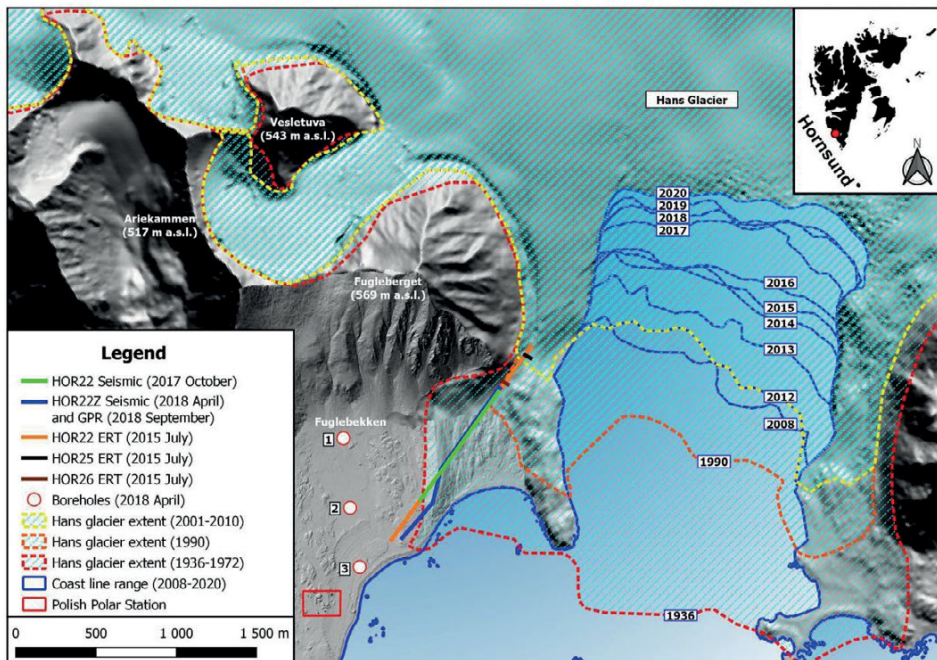 Hans Glacier
N
Hornsund
Vesletuva
(543 m a.s.l.)
Ariekammen
(517 m a.s.l.)
Fugleberget
(569 m a.s.l.)
2020
2019
2018
2017
2016
2015
2014
2013
2012
2008
1990
1936
Fuglebekken
1
2
3
Legend
HOR22 Seismic (2017 October)
HOR22Z Seismic (2018 April)
and GPR (2018 September)
HOR22 ERT (2015 July)
HOR25 ERT (2015 July)
HOR26 ERT (2015 July)
Boreholes (2018 April)
Hans glacier extent (2001-2010)
Hans glacier extent (1990)
Hans glacier extent (1936-1972)
Coast line range (2008-2020)
Polish Polar Station
0 500 1 000 1 500 m